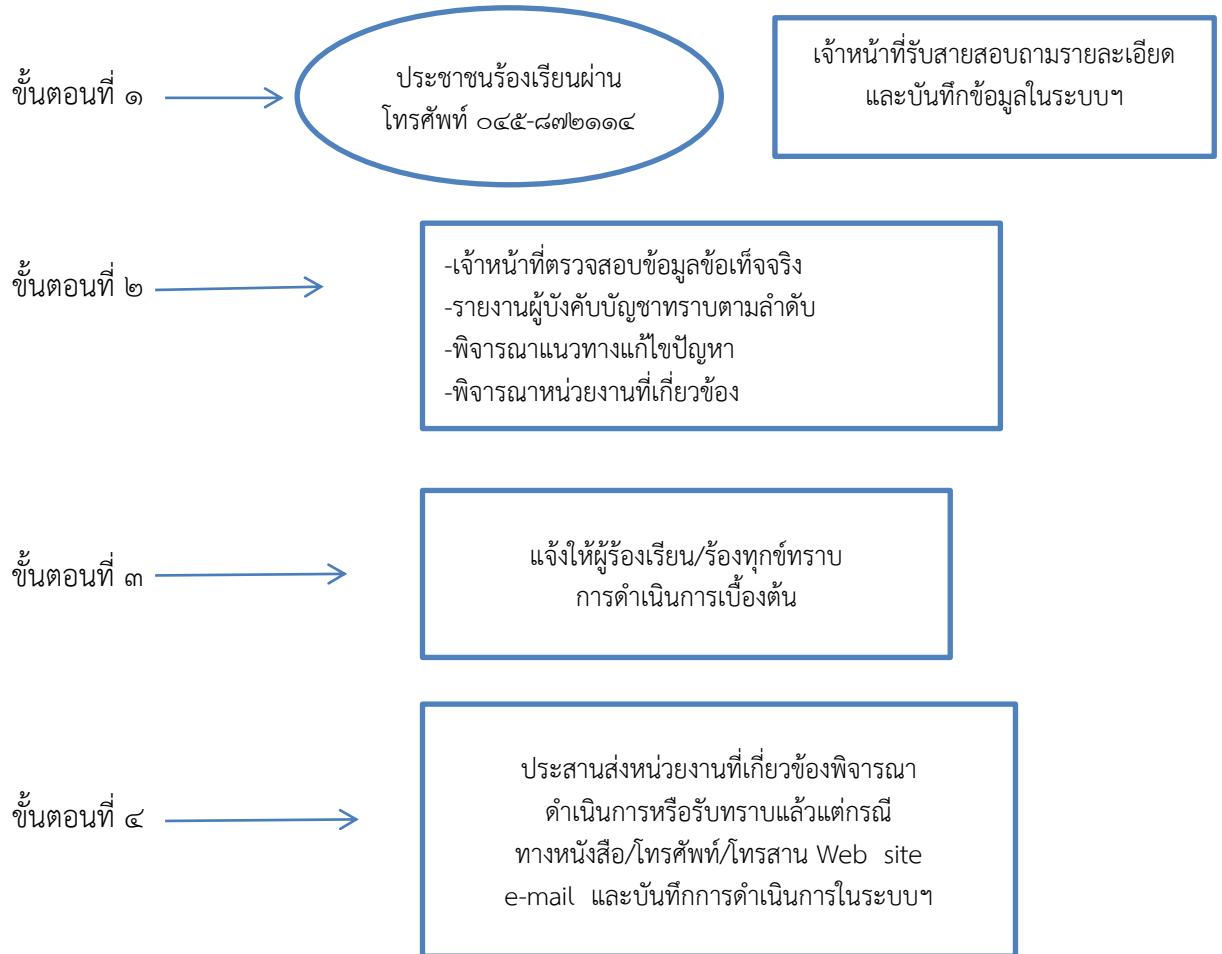 ขั้นตอนที่ ๑
ประชาชนร้องเรียนผ่าน
โทรศัพท์ ๐๔๕-๘๗๒๑๑๔
เจ้าหน้าที่รับสายสอบถามรายละเอียด
และบันทึกข้อมูลในระบบฯ
ขั้นตอนที่ ๒
-เจ้าหน้าที่ตรวจสอบข้อมูลข้อเท็จจริง
-รายงานผู้บังคับบัญชาทราบตามลำดับ
-พิจารณาแนวทางแก้ไขปัญหา
-พิจารณาหน่วยงานที่เกี่ยวข้อง
ขั้นตอนที่ ๓
แจ้งให้ผู้ร้องเรียน/ร้องทุกข์ทราบ
การดำเนินการเบื้องต้น
ขั้นตอนที่ ๔
ประสานส่งหน่วยงานที่เกี่ยวข้องพิจารณา
ดำเนินการหรือรับทราบแล้วแต่กรณี
ทางหนังสือ/โทรศัพท์/โทรสาน Web site
e-mail และบันทึกการดำเนินการในระบบฯ